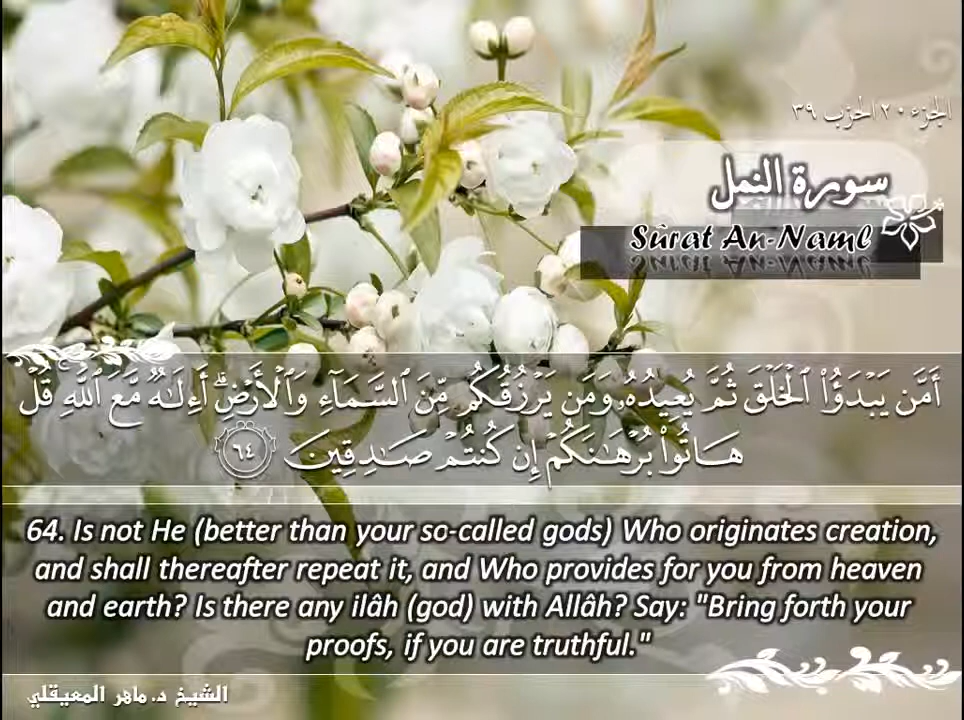 الجزء ٢٠ الحزب ٣٩
سورة النمل
Sûrat An-Naml
أَمَّن يَبْدَؤُا۟ ٱلْخَلْقَ ثُمَّ يُعِيدُهُۥ وَمَن يَرْزُقُكُم مِّنَ ٱلسَّمَآءِ وَٱلْأَرْضِ ۗ أَءِلَـٰهٌ مَّعَ ٱللَّهِ ۚ قُلْ
هَاتُوا۟ بُرْهَـٰنَكُمْ إِن كُنتُمْ صَـٰدِقِينَ ٦٤
64. Is not He (better than your so-called gods) Who originates creation,
and shall thereafter repeat it, and Who provides for you from heaven
and earth? Is there any ilâh (god) with Allâh? Say: "Bring forth your
proofs, if you are truthful."
الشيخ د. ماهر المعيقلي